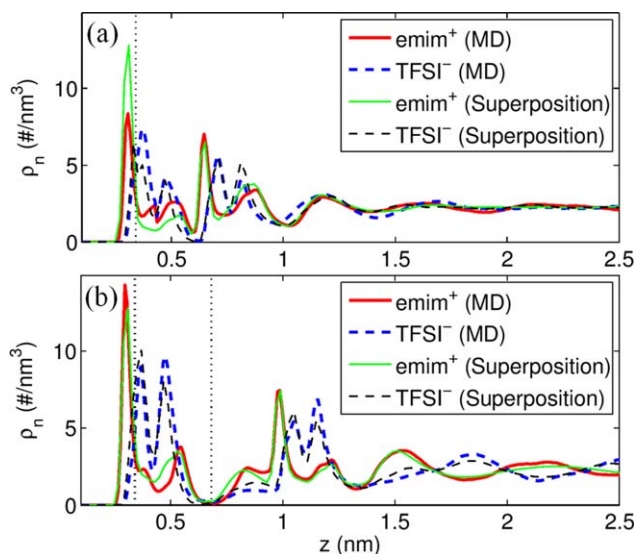 (a)
emim⁺ (MD)
TFSI⁻ (MD)
emim⁺ (Superposition)
TFSI⁻ (Superposition)
ρₙ (#/nm³)
10
5
0
0.5 1 1.5 2 2.5
(b)
emim⁺ (MD)
TFSI⁻ (MD)
emim⁺ (Superposition)
TFSI⁻ (Superposition)
ρₙ (#/nm³)
10
5
0
0.5 1 1.5 2 2.5
z (nm)